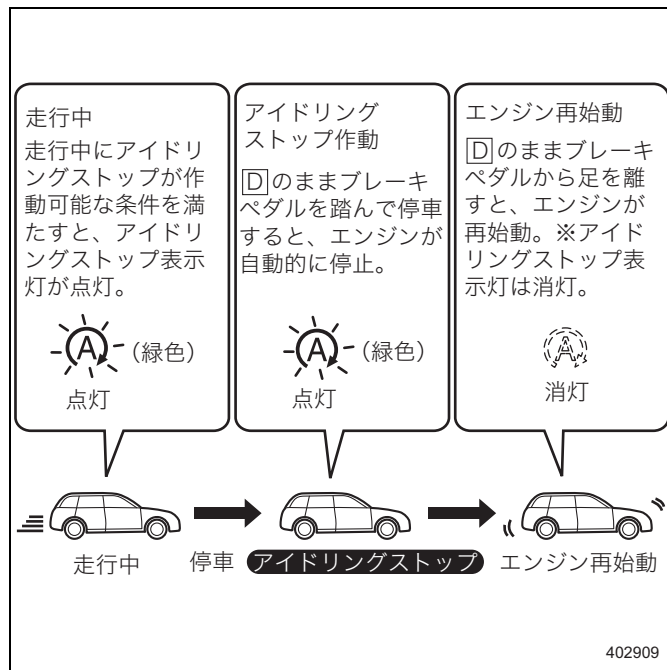 走行中
走行中にアイドリ
ングストップが作
動可能な条件を満
たすと、アイドリ
ングストップ表示
灯が点灯。
A (緑色)
点灯
アイドリング
ストップ作動
Dのままブレーキ
ペダルを踏んで停車
すると、エンジンが
自動的に停止。
A (緑色)
点灯
エンジン再始動
Dのままブレーキ
ペダルから足を離
すと、エンジンが
再始動。※アイド
リングストップ表
示灯は消灯。
A
消灯
走行中 停車 アイドリングストップ エンジン再始動
402909